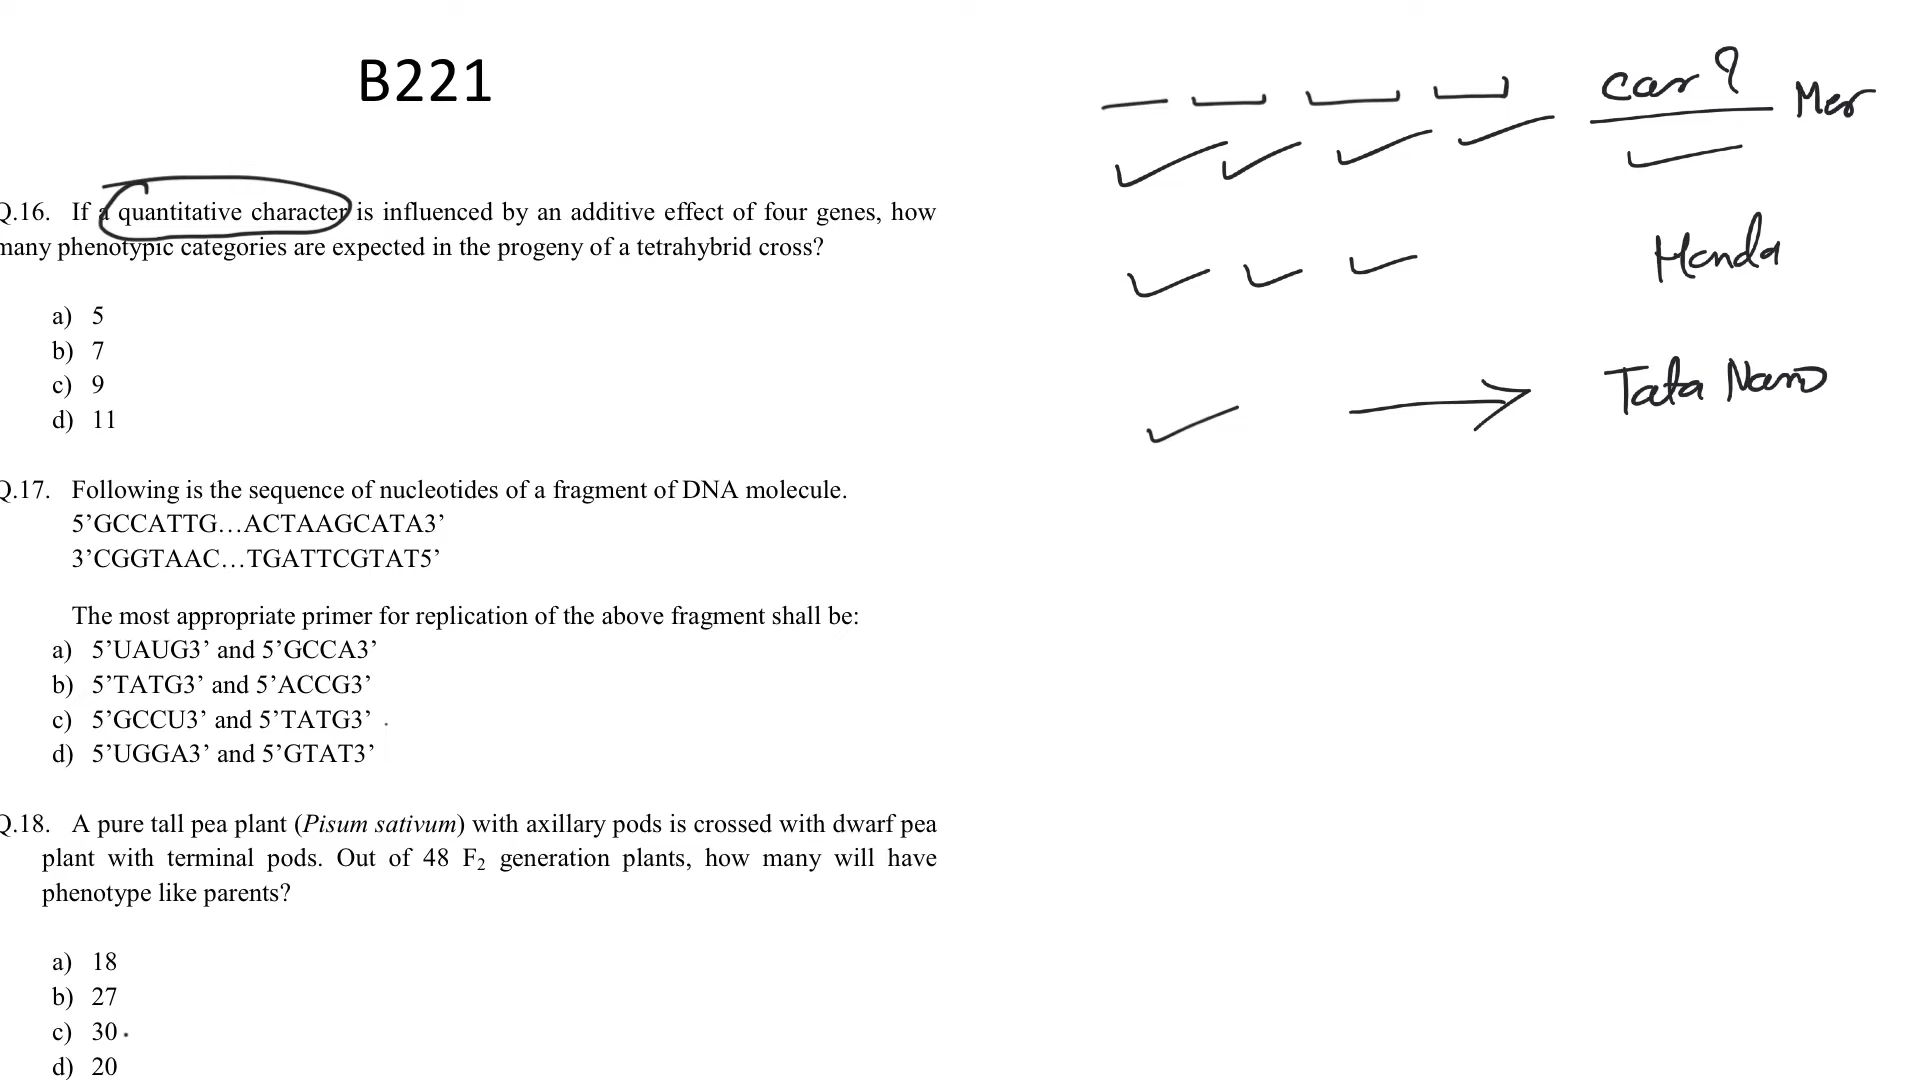 B221
car?
Mer
Q.16. If a quantitative character is influenced by an additive effect of four genes, how
many phenotypic categories are expected in the progeny of a tetrahybrid cross?
Honda
a) 5
b) 7
c) 9
d) 11
Tata Nano
Q.17. Following is the sequence of nucleotides of a fragment of DNA molecule.
5’GCCATTG…ACTAAGCATA3’
3’CGGTAAC…TGATTCGTAT5’
The most appropriate primer for replication of the above fragment shall be:
a) 5’UAUG3’ and 5’GCCA3’
b) 5’TATG3’ and 5’ACCG3’
c) 5’GCCU3’ and 5’TATG3’
d) 5’UGGA3’ and 5’GTAT3’
Q.18. A pure tall pea plant (Pisum sativum) with axillary pods is crossed with dwarf pea
plant with terminal pods. Out of 48 F₂ generation plants, how many will have
phenotype like parents?
a) 18
b) 27
c) 30
d) 20